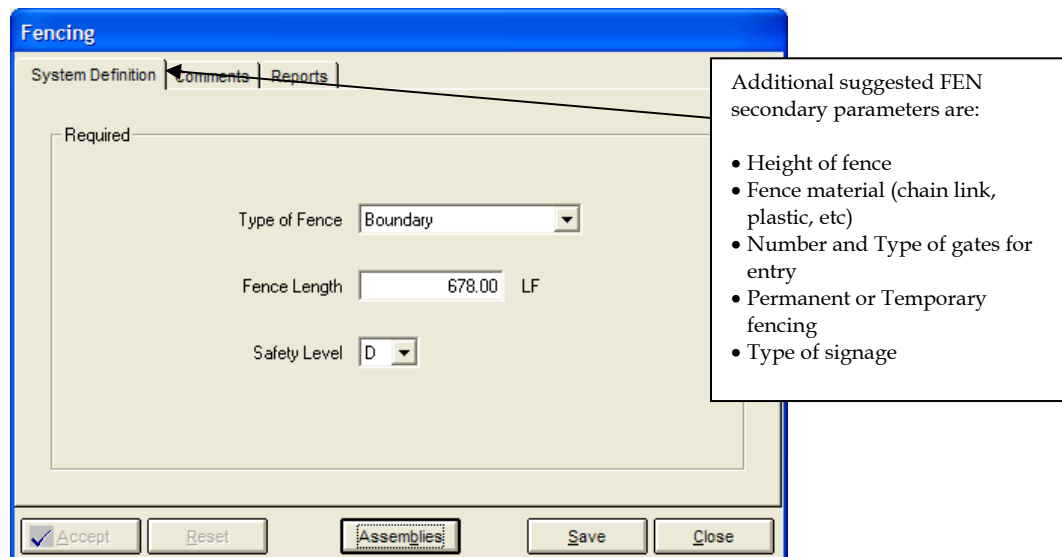 Fencing
System Definition Comments Reports
Required
Type of Fence Boundary
Fence Length 678.00 LF
Safety Level D
Accept Reset Assemblies Save Close
Additional suggested FEN
secondary parameters are:
• Height of fence
• Fence material (chain link,
plastic, etc)
• Number and Type of gates for
entry
• Permanent or Temporary
fencing
• Type of signage